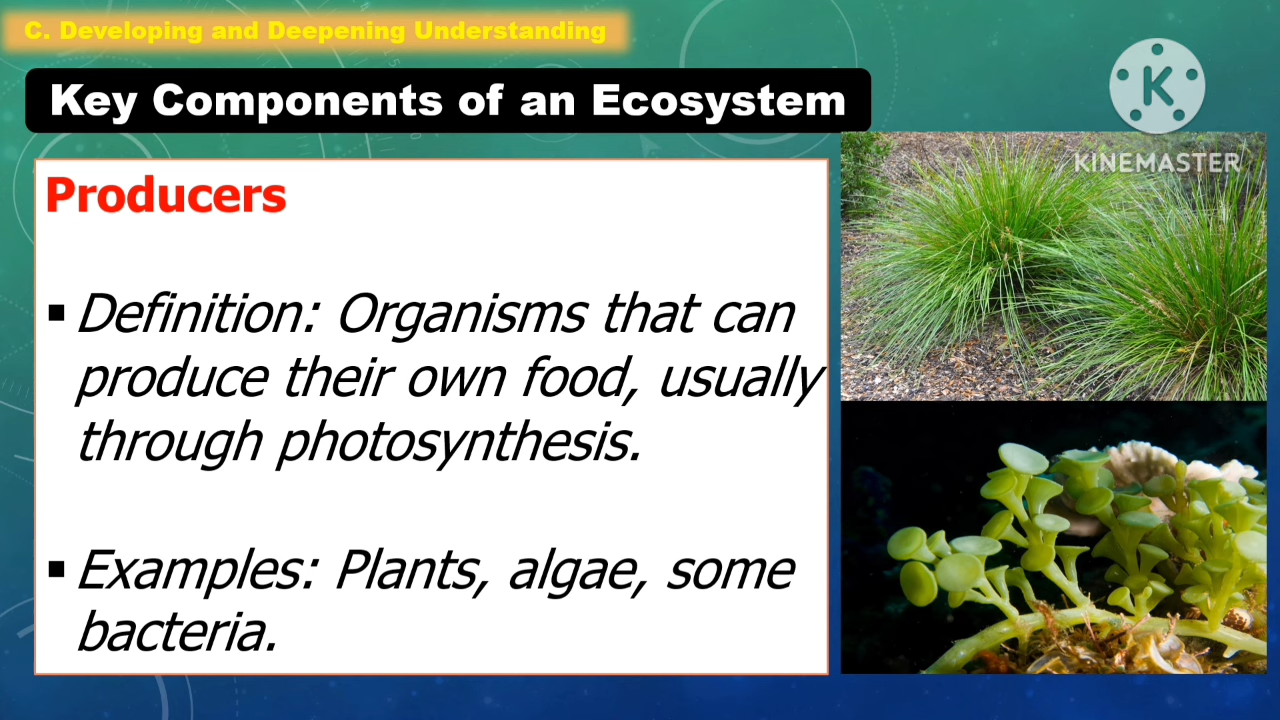 C. Developing and Deepening Understanding
Key Components of an Ecosystem
K
KINEMASTER
Producers
▪ Definition: Organisms that can
produce their own food, usually
through photosynthesis.
▪ Examples: Plants, algae, some
bacteria.